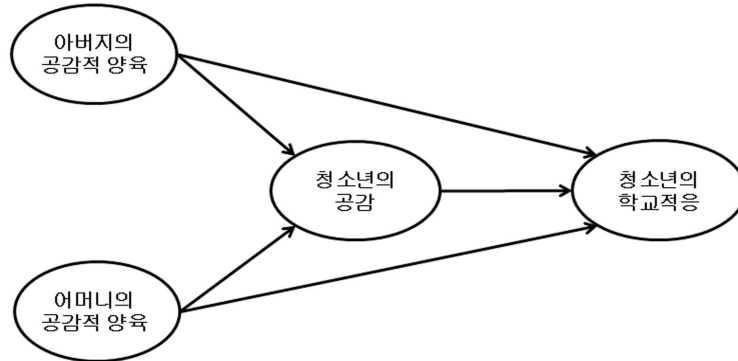 아버지의
공감적 양육
청소년의
공감
청소년의
학교적응
어머니의
공감적 양육